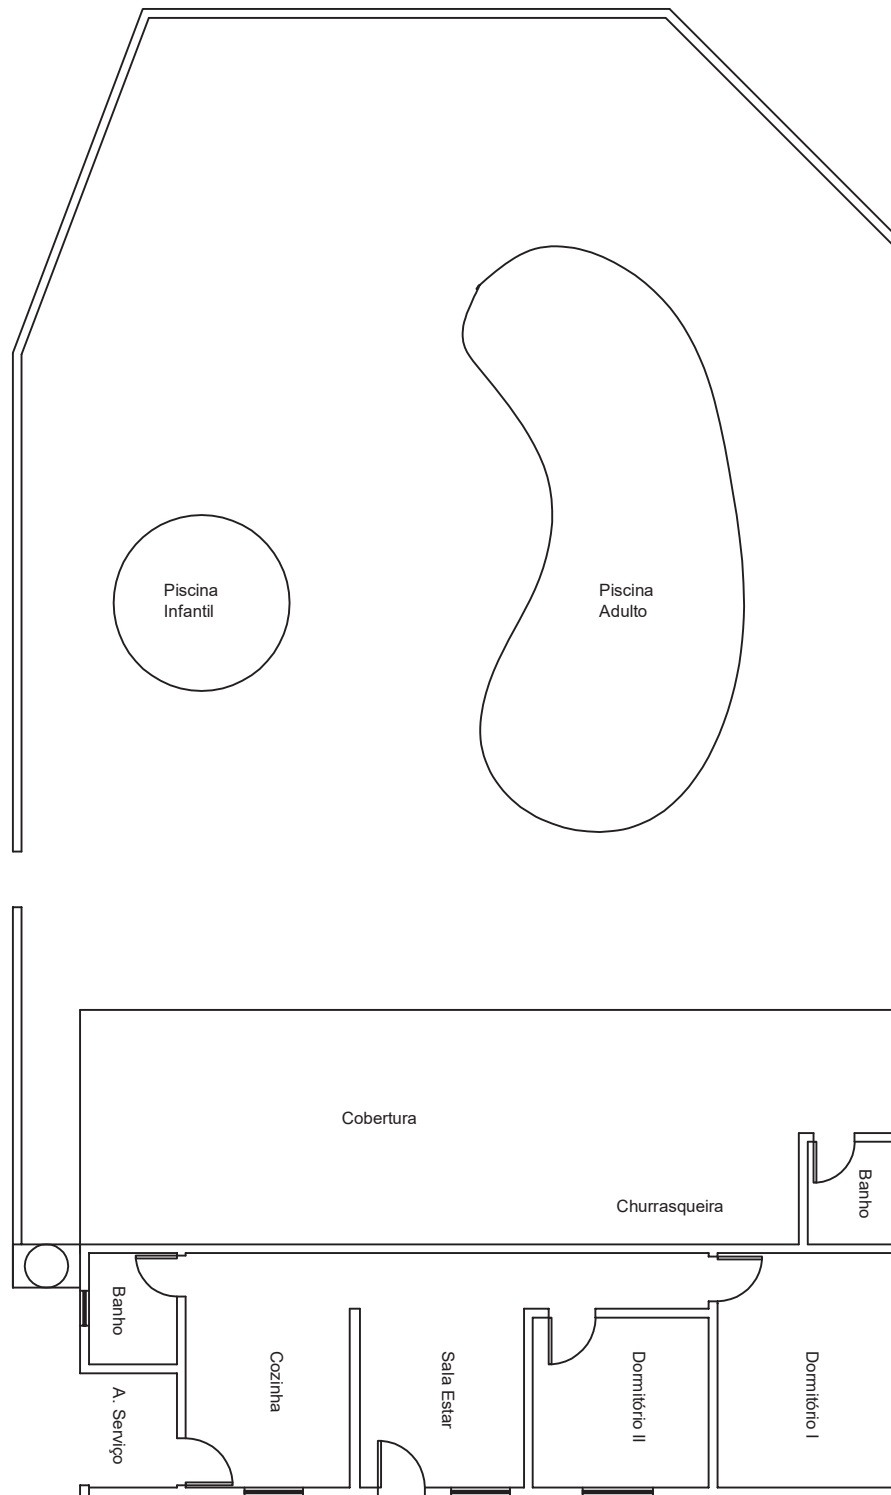 Piscina
Infantil
Piscina
Adulto
Cobertura
Churrasqueira
Banho
Banho
A. Serviço
Cozinha
Sala Estar
Dormitório II
Dormitório I